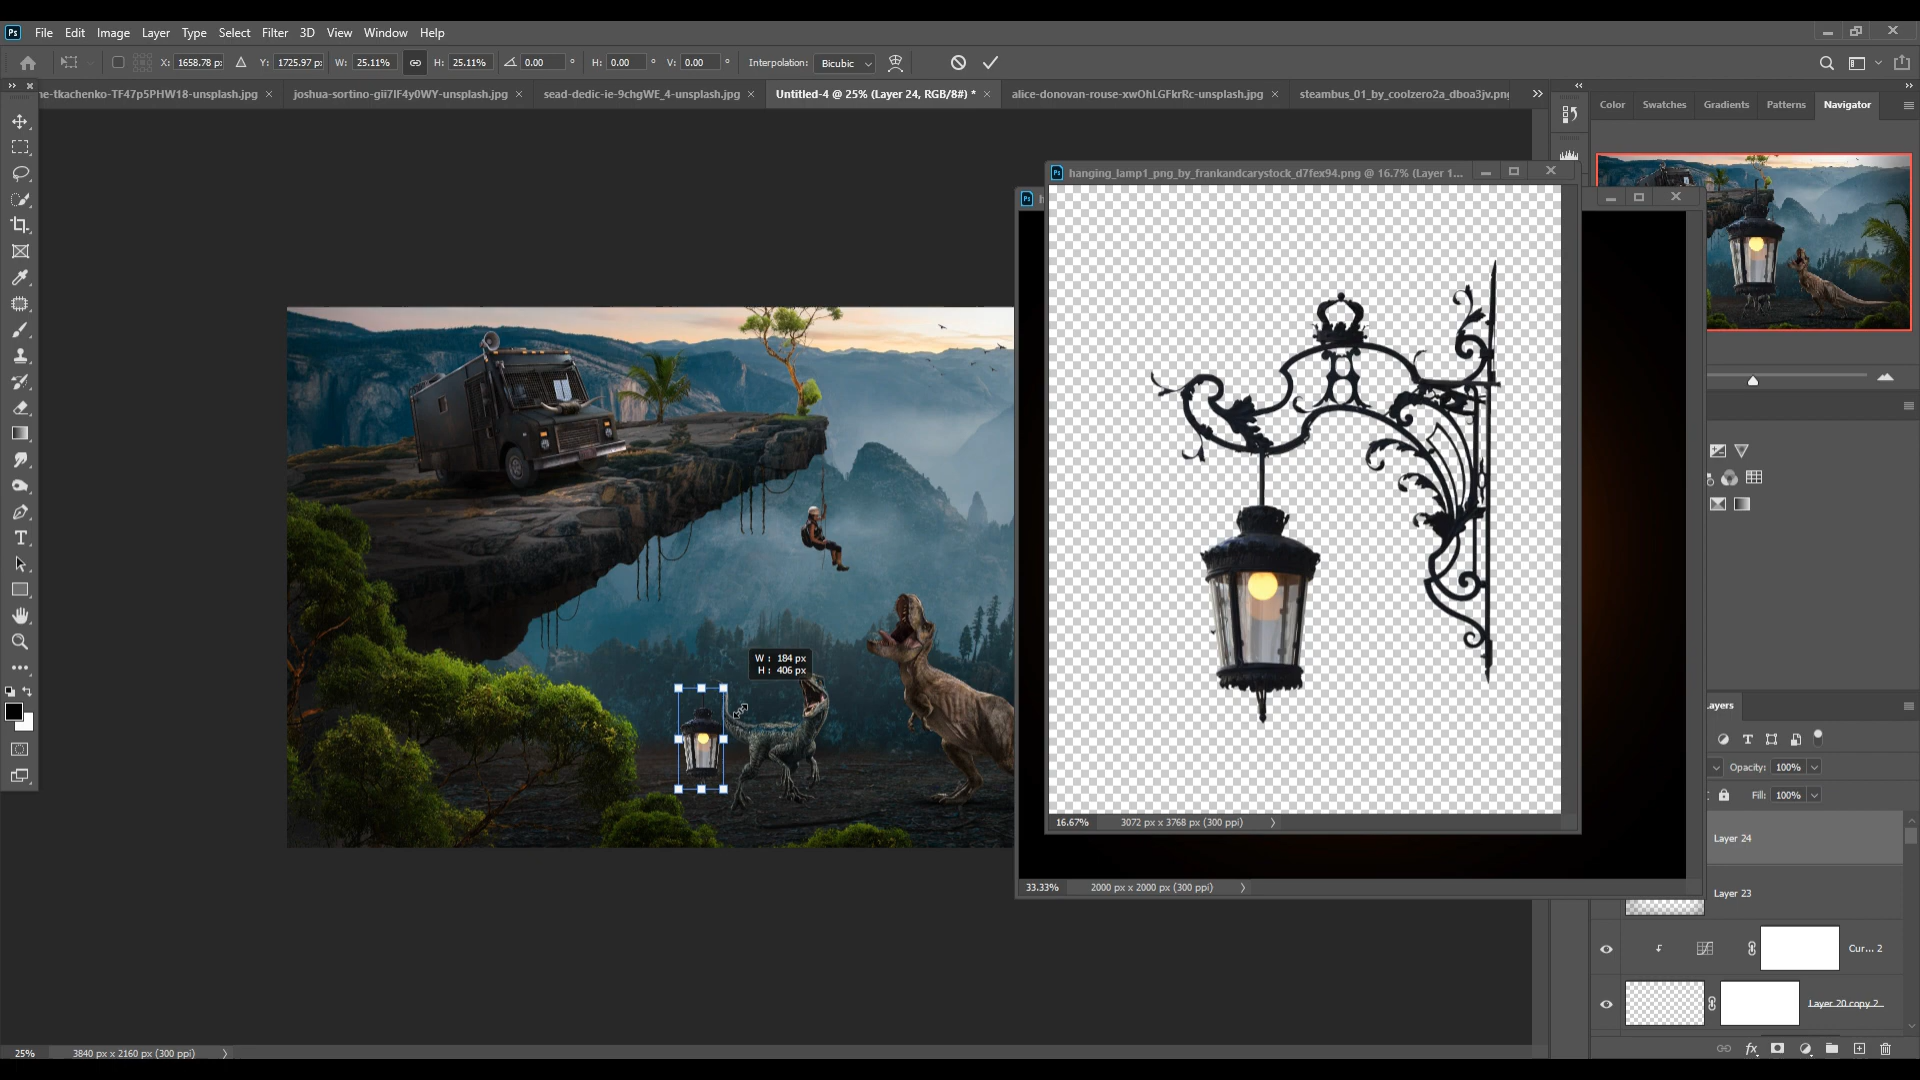 Ps File Edit Image Layer Type Select Filter 3D View Window Help
X: 1658.78 p: Y: 1725.97 p: W: 25.11% H: 25.11% 0.00 ° H: 0.00 ° V: 0.00 ° Interpolation: Bicubic
ne-tkachenko-TF47p5PHW18-unsplash.jpg × joshua-sortino-gii7IF4y0WY-unsplash.jpg × sead-dedic-ie-9chgWE_4-unsplash.jpg × Untitled-4 @ 25% (Layer 24, RGB/8#) * × alice-donovan-rouse-xwOhLGFkrRc-unsplash.jpg × steambus_01_by_coolzero2a_dboa3jv.png
Color Swatches Gradients Patterns Navigator
Ps hanging_lamp1_png_by_frankandcarystock_d7fex94.png @ 16.7% (Layer 1...
Ps h
W : 184 px
H : 406 px
16.67% 3072 px x 3768 px (300 ppi)
33.33% 2000 px x 2000 px (300 ppi)
ayers
Opacity: 100%
Fill: 100%
Layer 24
Layer 23
Cur... 2
Layer 20 copy 2
25% 3840 px x 2160 px (300 ppi)